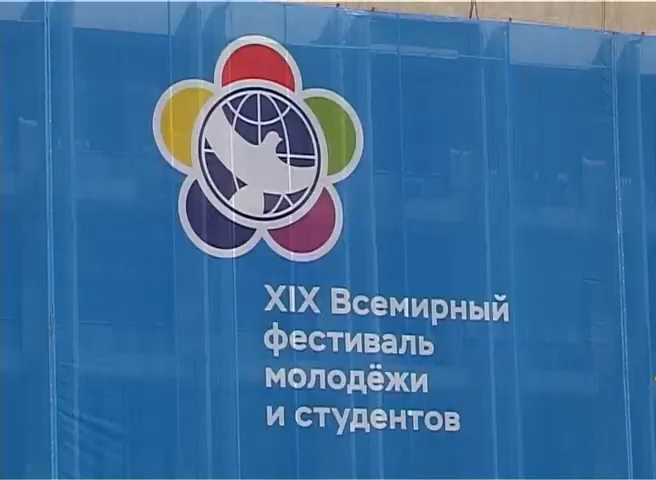 XIX Всемирный
фестиваль
молодёжи
и студентов